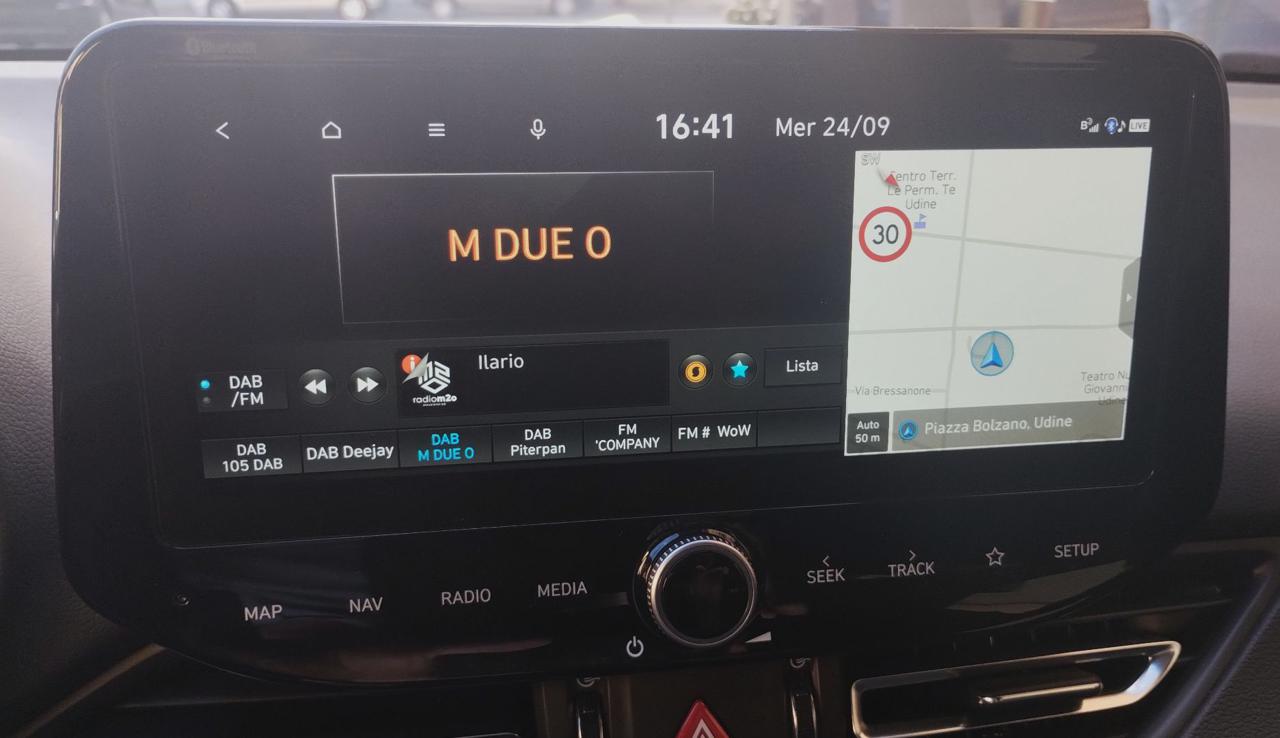 Bluetooth
16:41 Mer 24/09
B LIVE
SW
Centro Terr.
Le Perm. Te
Udine
30
M DUE O
Ilario
radiom2o
DAB
/FM
Lista
DAB
105 DAB
DAB Deejay
DAB
M DUE O
DAB
Piterpan
FM
'COMPANY
FM # WoW
Via Bressanone
Teatro Nu
Giovanni
Udine
Auto
50 m
Piazza Bolzano, Udine
MAP
NAV
RADIO
MEDIA
SEEK
TRACK
SETUP